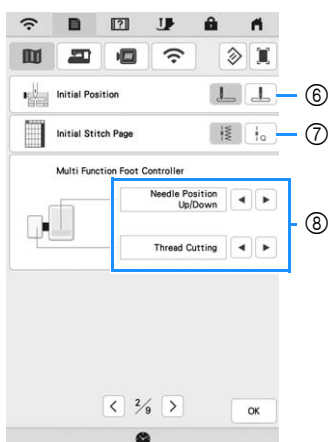 Initial Position
⑥
Initial Stitch Page
Q
⑦
Multi Function Foot Controller
Needle Position
Up/Down
⑧
Thread Cutting
2/9
OK